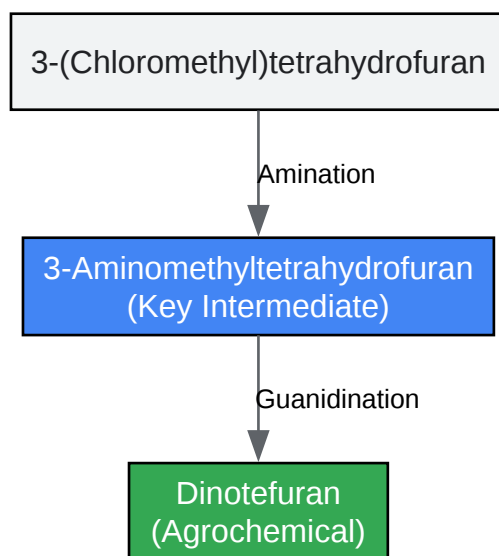 3-(Chloromethyl)tetrahydrofuran
Amination
3-Aminomethyltetrahydrofuran
(Key Intermediate)
Guanidination
Dinotefuran
(Agrochemical)